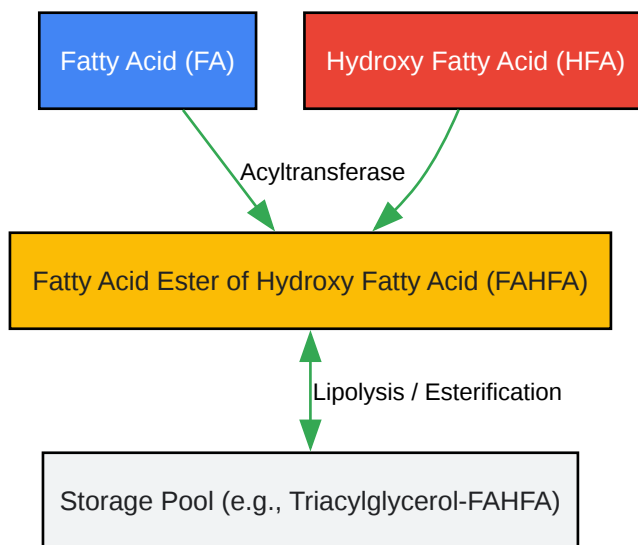 Fatty Acid (FA)
Hydroxy Fatty Acid (HFA)
Acyltransferase
Fatty Acid Ester of Hydroxy Fatty Acid (FAHFA)
Lipolysis / Esterification
Storage Pool (e.g., Triacylglycerol-FAHFA)